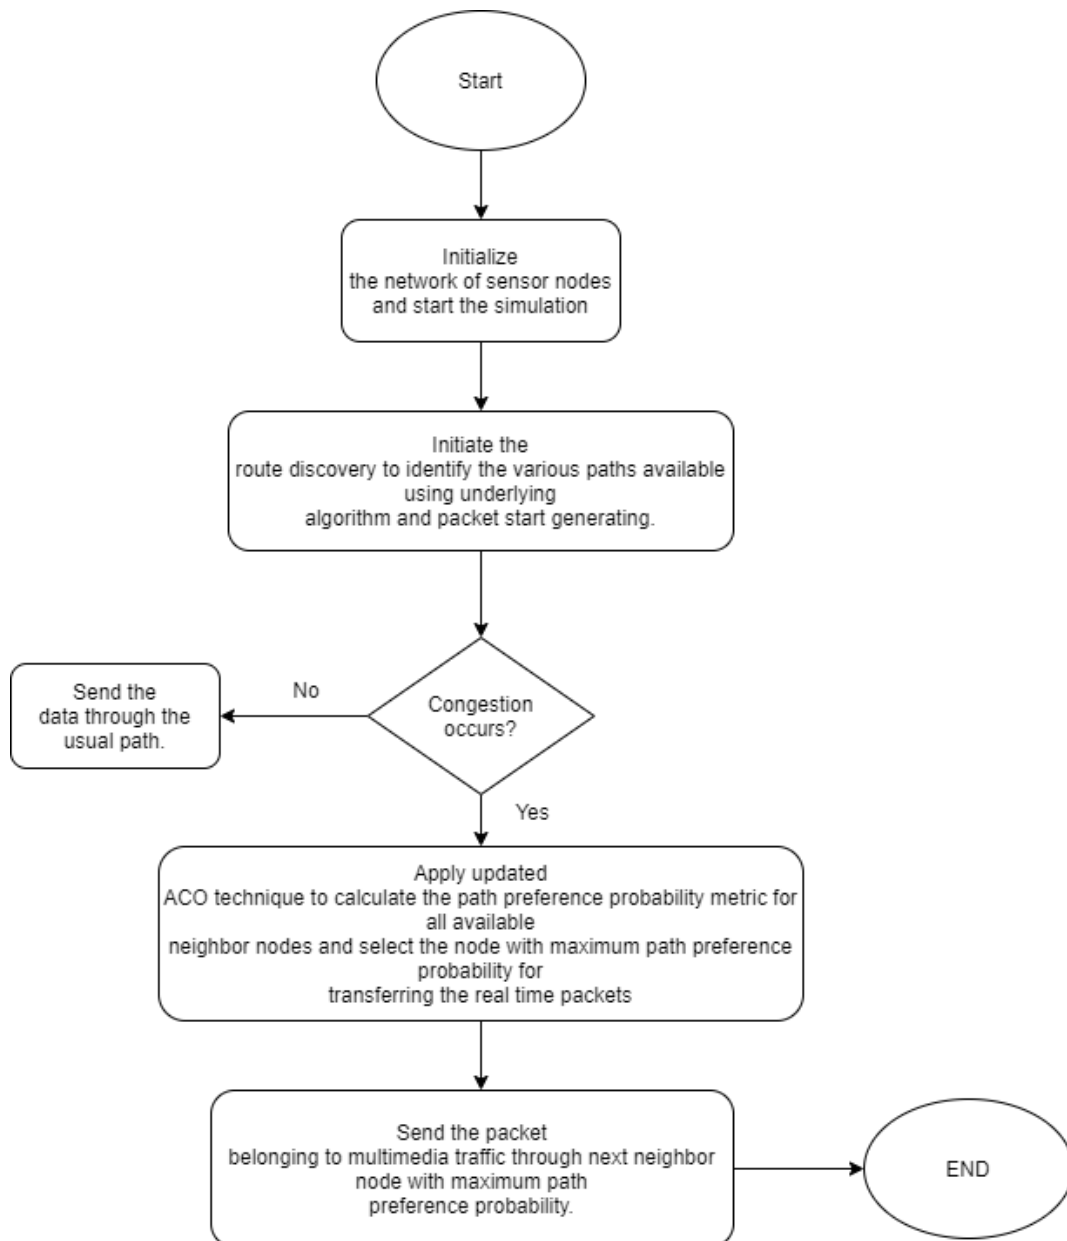 Start
Initialize
the network of sensor nodes
and start the simulation
Initiate the
route discovery to identify the various paths available
using underlying
algorithm and packet start generating.
No
Send the
data through the
usual path.
Congestion
occurs?
Yes
Apply updated
ACO technique to calculate the path preference probability metric for
all available
neighbor nodes and select the node with maximum path preference
probability for
transferring the real time packets
Send the packet
belonging to multimedia traffic through next neighbor
node with maximum path
preference probability.
END